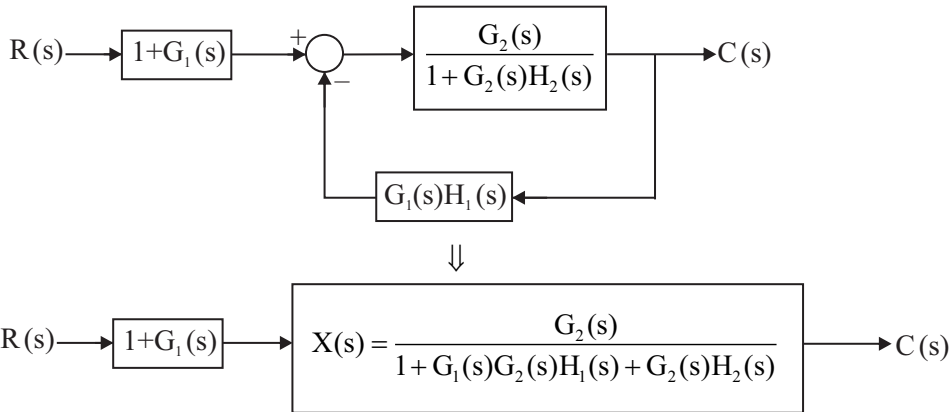 R(s) 1+G₁(s) + − G₂(s) / 1+G₂(s)H₂(s) C(s)
G₁(s)H₁(s)
⇓
R(s) 1+G₁(s) X(s) = G₂(s) / 1+G₁(s)G₂(s)H₁(s)+G₂(s)H₂(s) C(s)